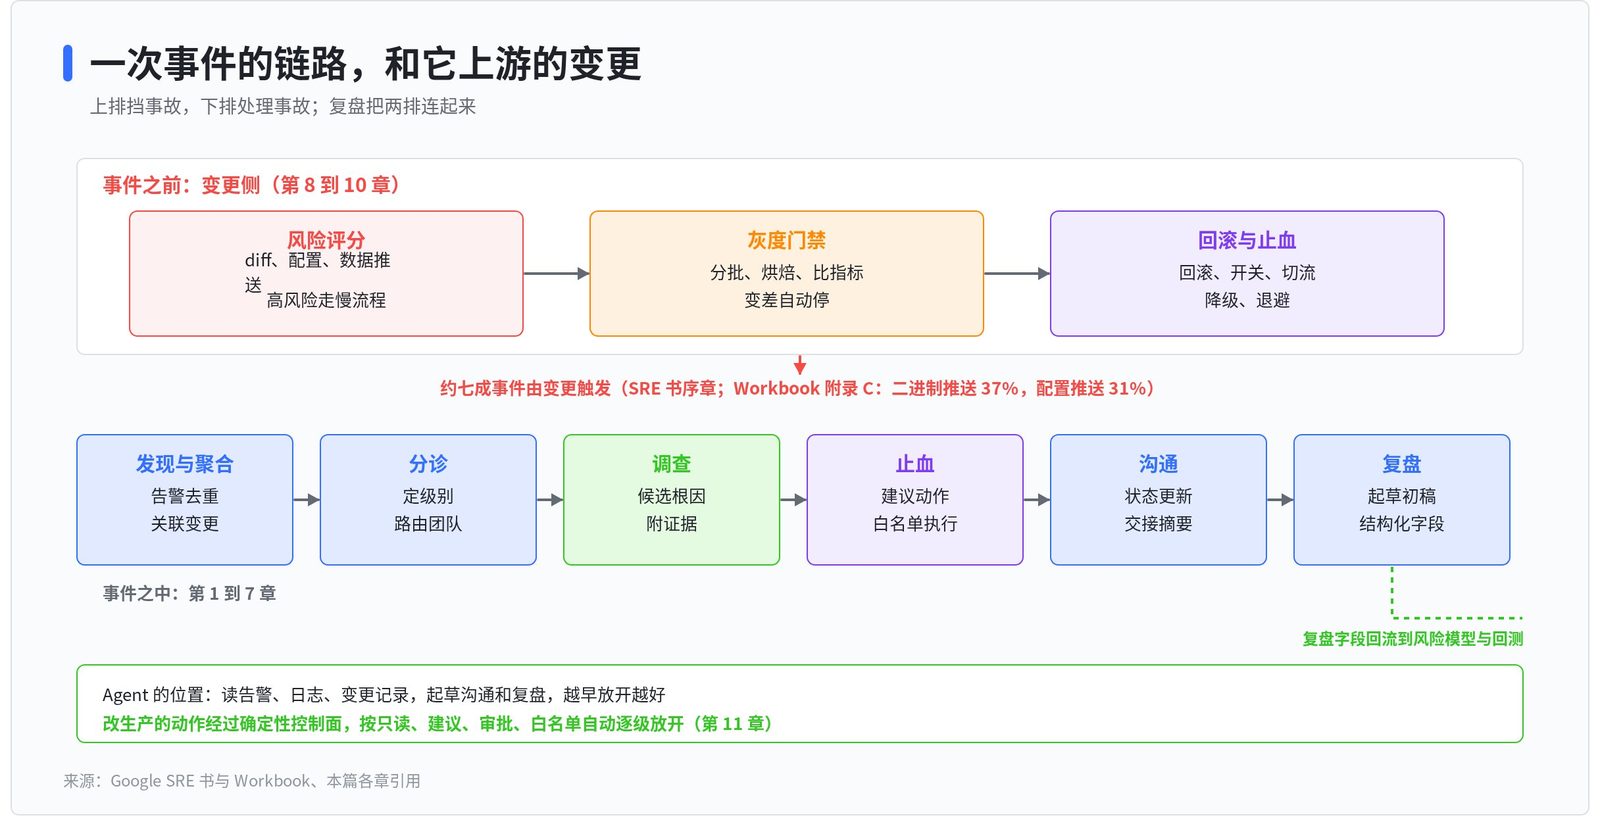 一次事件的链路，和它上游的变更
上排挡事故，下排处理事故；复盘把两排连起来
事件之前：变更侧（第 8 到 10 章）
风险评分
diff、配置、数据推
送
高风险走慢流程
灰度门禁
分批、烘焙、比指标
变差自动停
回滚与止血
回滚、开关、切流
降级、退避
约七成事件由变更触发（SRE 书序章；Workbook 附录 C：二进制推送 37%，配置推送 31%）
发现与聚合
告警去重
关联变更
分诊
定级别
路由团队
调查
候选根因
附证据
止血
建议动作
白名单执行
沟通
状态更新
交接摘要
复盘
起草初稿
结构化字段
事件之中：第 1 到 7 章
复盘字段回流到风险模型与回测
Agent 的位置：读告警、日志、变更记录，起草沟通和复盘，越早放开越好
改生产的动作经过确定性控制面，按只读、建议、审批、白名单自动逐级放开（第 11 章）
来源：Google SRE 书与 Workbook、本篇各章引用